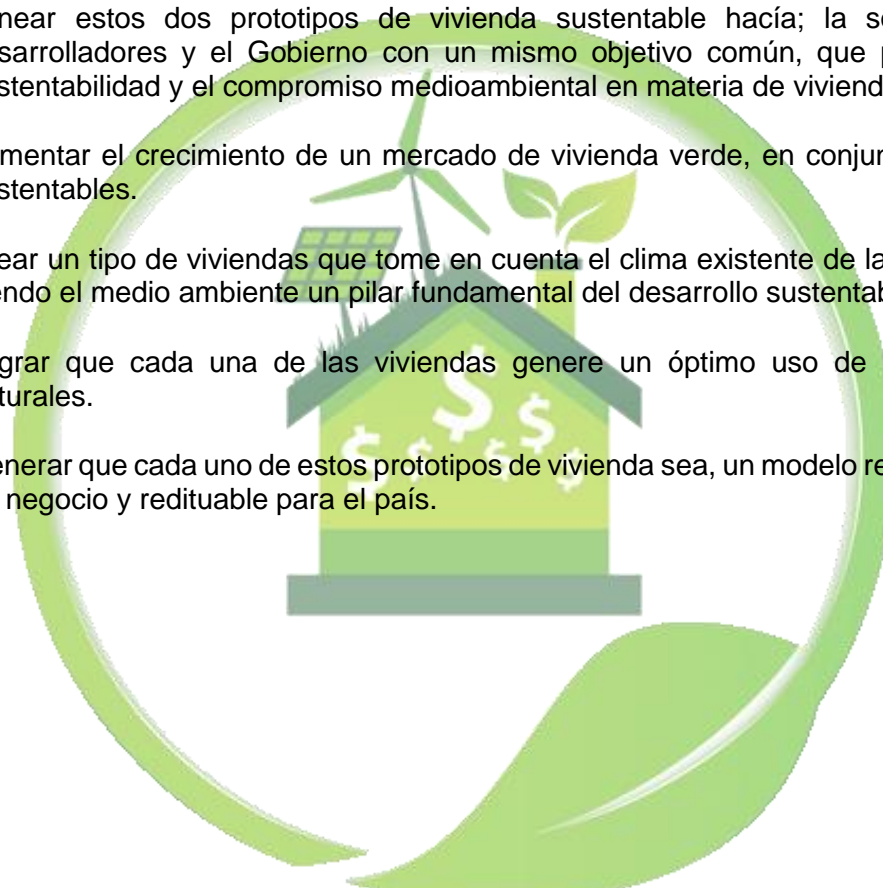 near estos dos prototipos de vivienda sustentable hacía; la s
sarrolladores y el Gobierno con un mismo objetivo común, que p
stentabilidad y el compromiso medioambiental en materia de viviend
mentar el crecimiento de un mercado de vivienda verde, en conjun
stentables.
ear un tipo de viviendas que tome en cuenta el clima existente de la
endo el medio ambiente un pilar fundamental del desarrollo sustentab
grar que cada una de las viviendas genere un óptimo uso de
turales.
enerar que cada uno de estos prototipos de vivienda sea, un modelo re
negocio y redituable para el país.
$ $ $ $ $ $ $